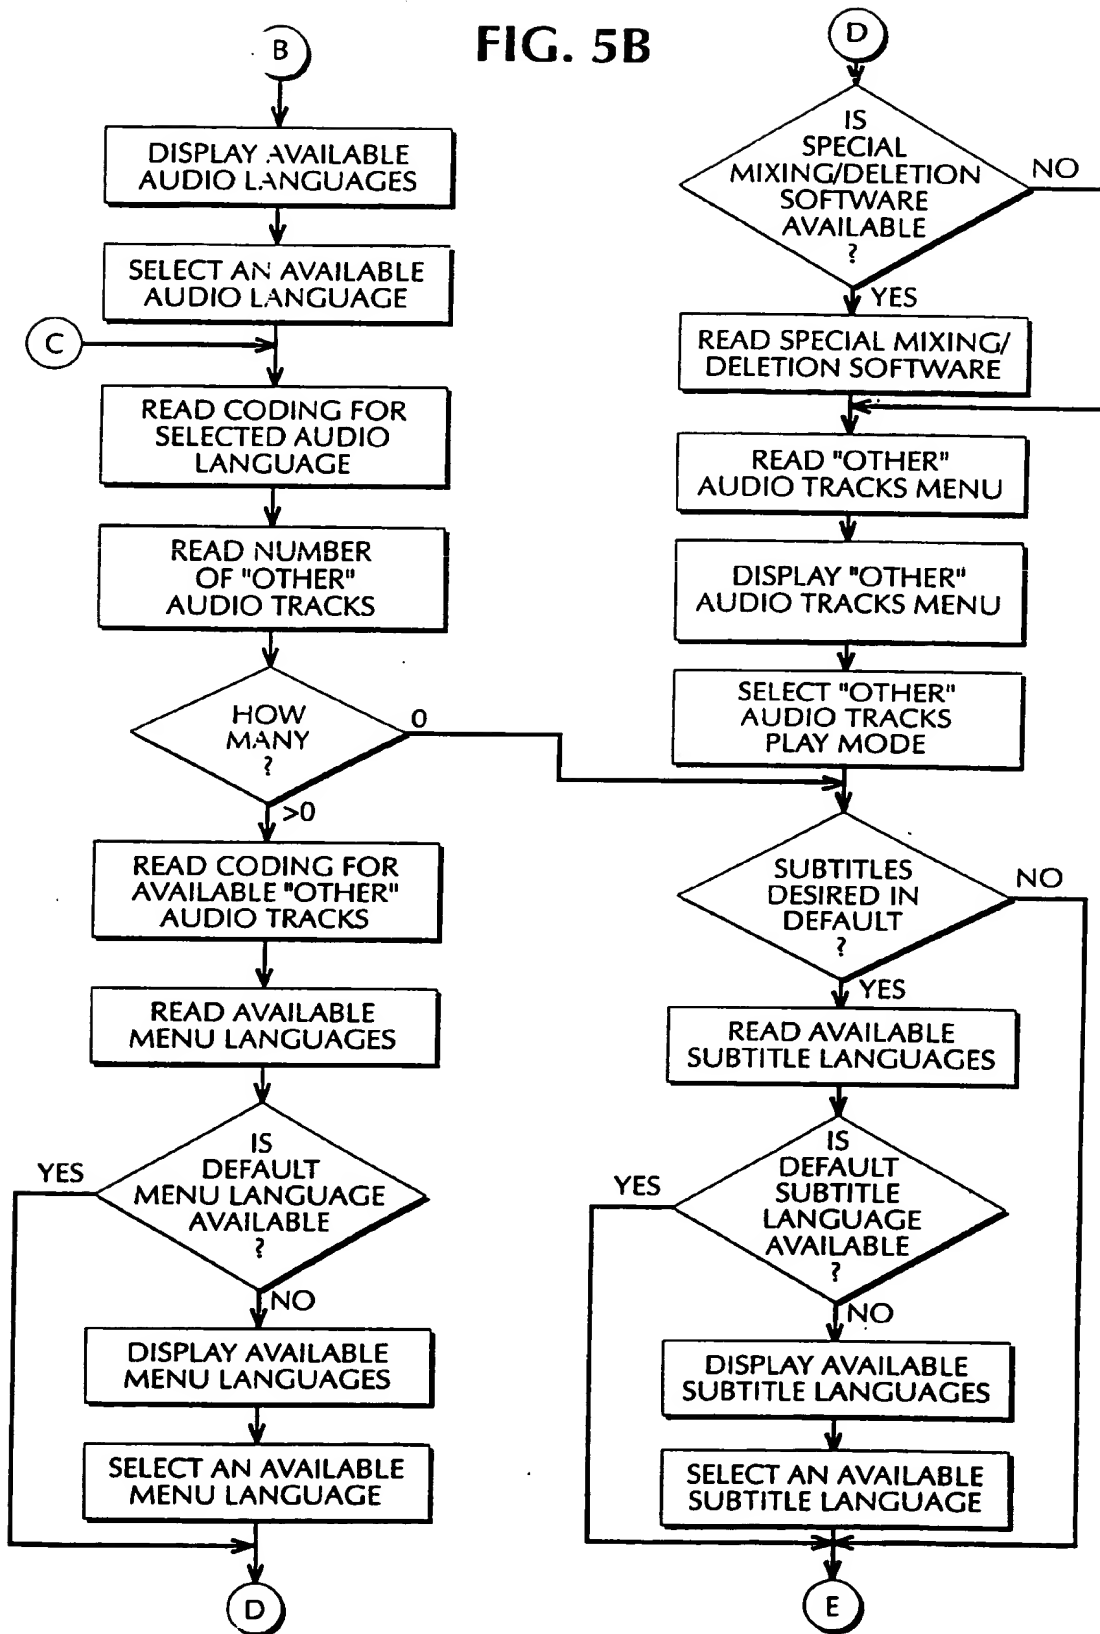 FIG. 5B
B
DISPLAY AVAILABLE
AUDIO LANGUAGES
SELECT AN AVAILABLE
AUDIO LANGUAGE
C
READ CODING FOR
SELECTED AUDIO
LANGUAGE
READ NUMBER
OF "OTHER"
AUDIO TRACKS
HOW
MANY
?
0
>0
READ CODING FOR
AVAILABLE "OTHER"
AUDIO TRACKS
READ AVAILABLE
MENU LANGUAGES
IS
DEFAULT
MENU LANGUAGE
AVAILABLE
?
YES
NO
DISPLAY AVAILABLE
MENU LANGUAGES
SELECT AN AVAILABLE
MENU LANGUAGE
D
D
IS
SPECIAL
MIXING/DELETION
SOFTWARE
AVAILABLE
?
NO
YES
READ SPECIAL MIXING/
DELETION SOFTWARE
READ "OTHER"
AUDIO TRACKS MENU
DISPLAY "OTHER"
AUDIO TRACKS MENU
SELECT "OTHER"
AUDIO TRACKS
PLAY MODE
SUBTITLES
DESIRED IN
DEFAULT
?
NO
YES
READ AVAILABLE
SUBTITLE LANGUAGES
IS
DEFAULT
SUBTITLE
LANGUAGE
AVAILABLE
?
YES
NO
DISPLAY AVAILABLE
SUBTITLE LANGUAGES
SELECT AN AVAILABLE
SUBTITLE LANGUAGE
E